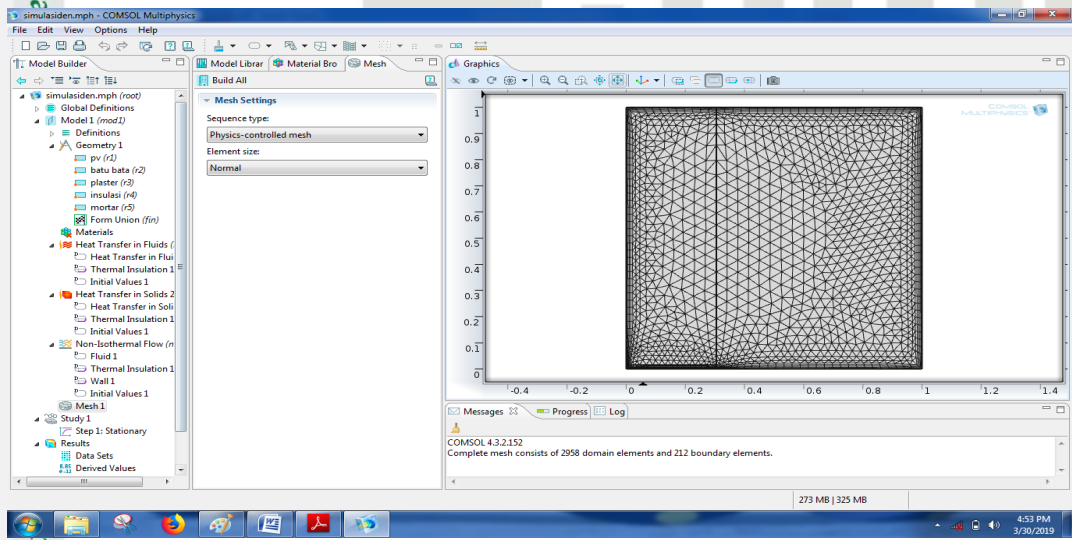 simulasiden.mph - COMSOL Multiphysics
File Edit View Options Help
Model Builder
simulasiden.mph (root)
Global Definitions
Model 1 (mod1)
Definitions
Geometry 1
pv (r1)
batu bata (r2)
plaster (r3)
insulasi (r4)
mortar (r5)
Form Union (fin)
Materials
Heat Transfer in Fluids (
Heat Transfer in Flui
Thermal Insulation 1
Initial Values 1
Heat Transfer in Solids 2
Heat Transfer in Soli
Thermal Insulation 1
Initial Values 1
Non-Isothermal Flow (n
Fluid 1
Thermal Insulation 1
Wall 1
Initial Values 1
Mesh 1
Study 1
Step 1: Stationary
Results
Data Sets
Derived Values
Model Librar Material Bro Mesh
Build All
Mesh Settings
Sequence type:
Physics-controlled mesh
Element size:
Normal
Graphics
COMSOL
MULTIPHYSICS
1
0.9
0.8
0.7
0.6
0.5
0.4
0.3
0.2
0.1
0
-0.4 -0.2 0 0.2 0.4 0.6 0.8 1 1.2 1.4
Messages Progress Log
COMSOL 4.3.2.152
Complete mesh consists of 2958 domain elements and 212 boundary elements.
273 MB | 325 MB
4:53 PM
3/30/2019